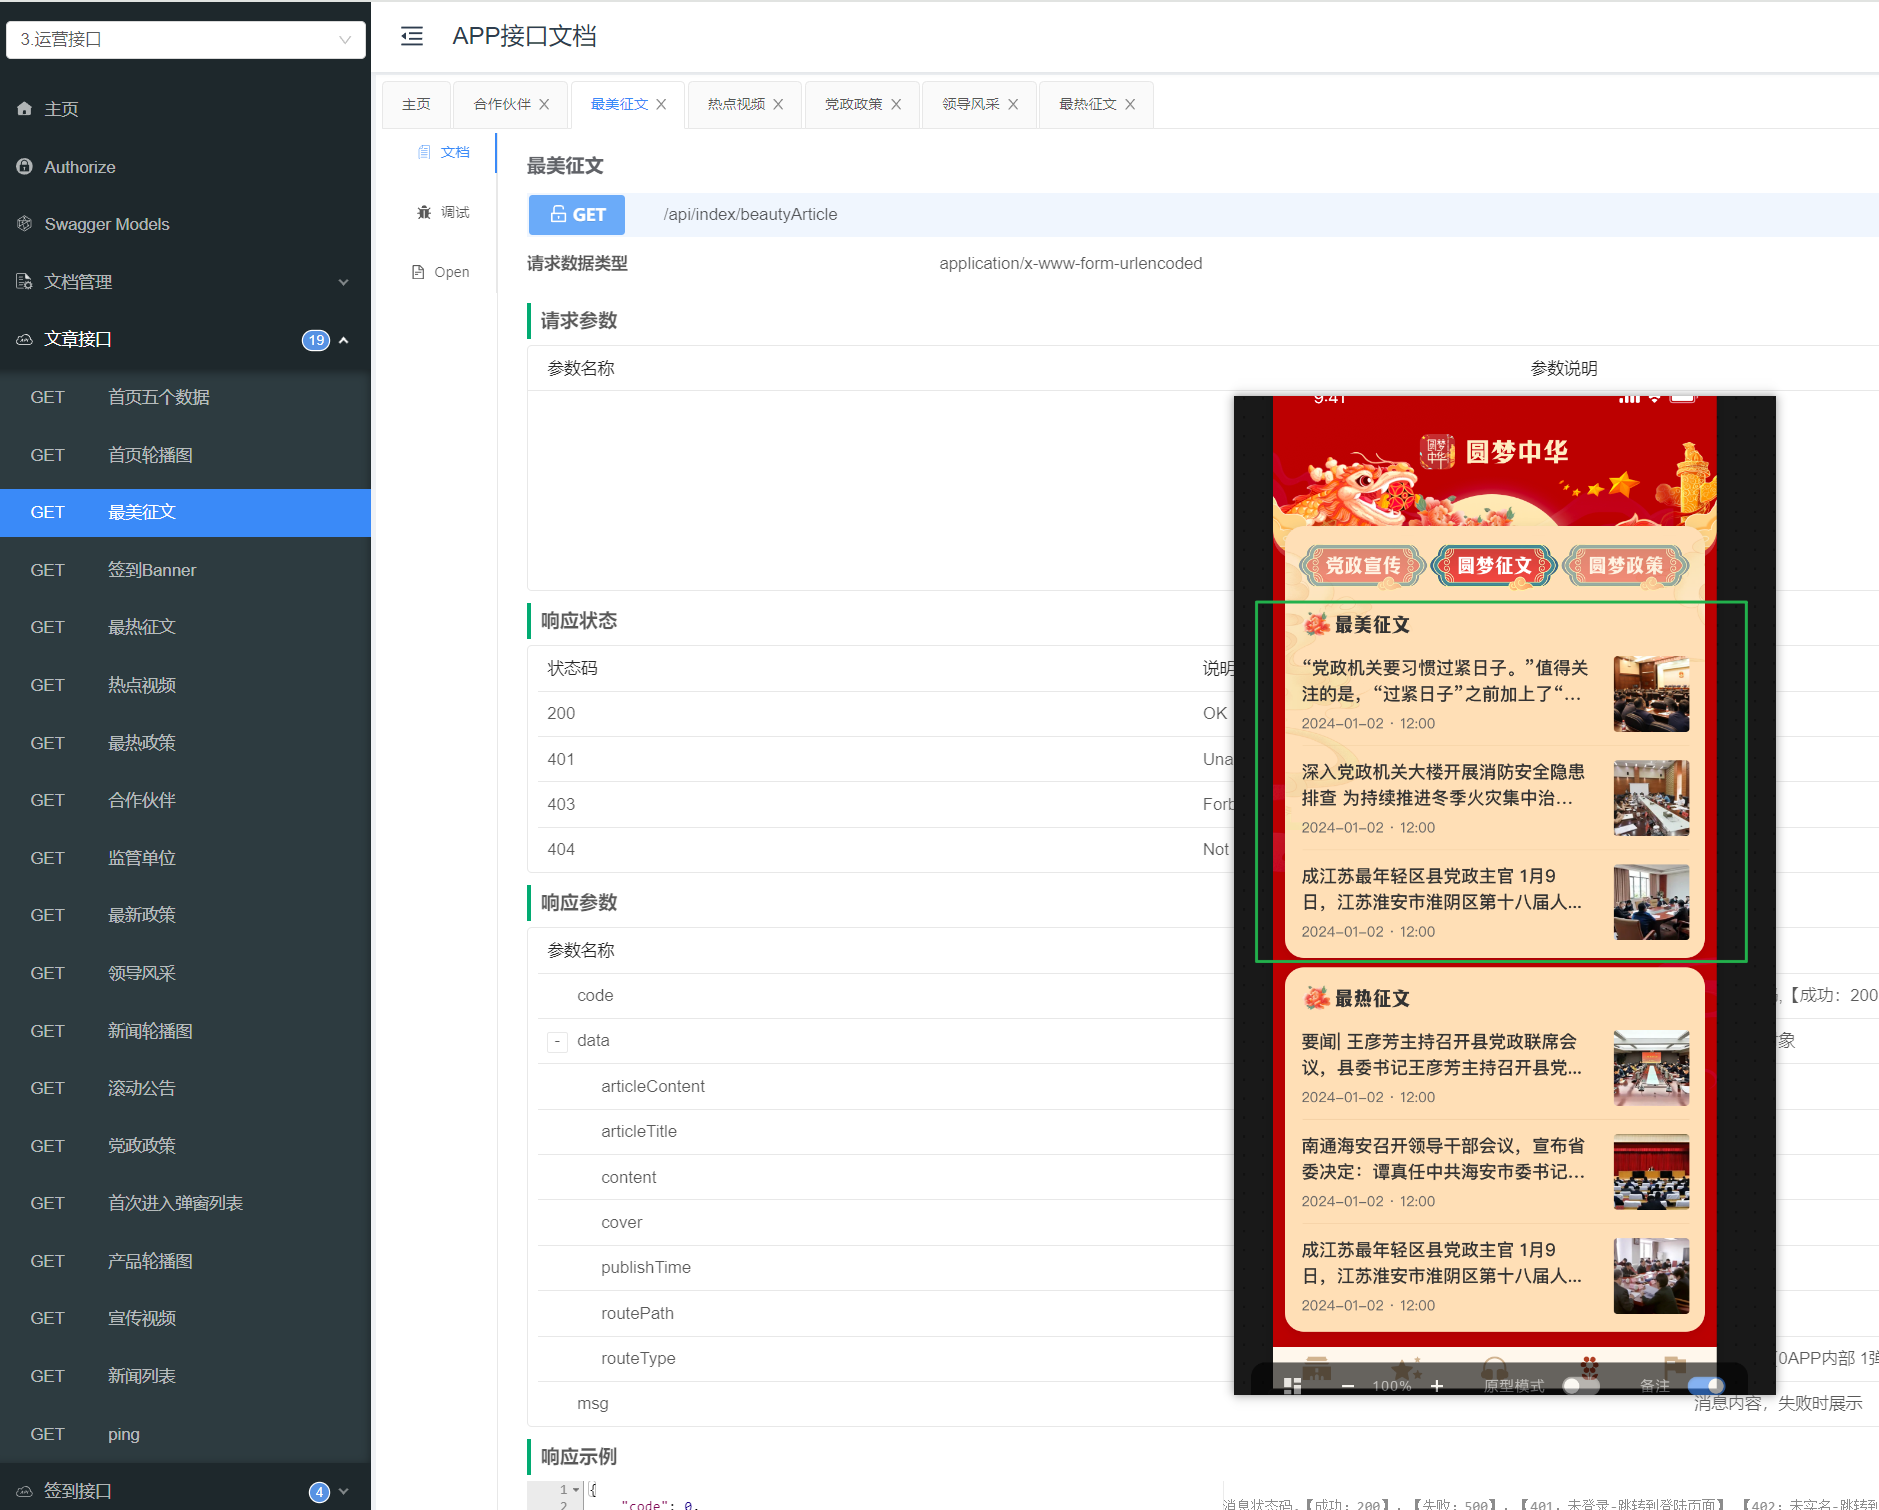 3.运营接口
主页
Authorize
Swagger Models
文档管理
文章接口 19
GET 首页五个数据
GET 首页轮播图
GET 最美征文
GET 签到Banner
GET 最热征文
GET 热点视频
GET 最热政策
GET 合作伙伴
GET 监管单位
GET 最新政策
GET 领导风采
GET 新闻轮播图
GET 滚动公告
GET 党政政策
GET 首次进入弹窗列表
GET 产品轮播图
GET 宣传视频
GET 新闻列表
GET ping
签到接口 4
APP接口文档
主页 合作伙伴 最美征文 热点视频 党政政策 领导风采 最热征文
文档
调试
Open
最美征文
GET /api/index/beautyArticle
请求数据类型 application/x-www-form-urlencoded
请求参数
参数名称 参数说明
响应状态
状态码 说明
200 OK
401 Una
403 Forb
404 Not
响应参数
参数名称
code ,【成功：200
- data 象
articleContent
articleTitle
content
cover
publishTime
routePath
routeType 0APP内部 1弹
msg 消息内容，失败时展示
响应示例
1 {
2 "code": 0,
消息状态码,【成功：200】,【失败：500】,【401，未登录-跳转到登陆页面】
9:41
圆梦中华
圆梦中华
党政宣传 圆梦征文 圆梦政策
最美征文
“党政机关要习惯过紧日子。”值得关
注的是，“过紧日子”之前加上了“...
2024-01-02 · 12:00
深入党政机关大楼开展消防安全隐患
排查 为持续推进冬季火灾集中治...
2024-01-02 · 12:00
成江苏最年轻区县党政主官 1月9
日，江苏淮安市淮阴区第十八届人...
2024-01-02 · 12:00
最热征文
要闻| 王彦芳主持召开县党政联席会
议，县委书记王彦芳主持召开县党...
2024-01-02 · 12:00
南通海安召开领导干部会议，宣布省
委决定：谭真任中共海安市委书记...
2024-01-02 · 12:00
成江苏最年轻区县党政主官 1月9
日，江苏淮安市淮阴区第十八届人...
2024-01-02 · 12:00
100% 原型模式 备注